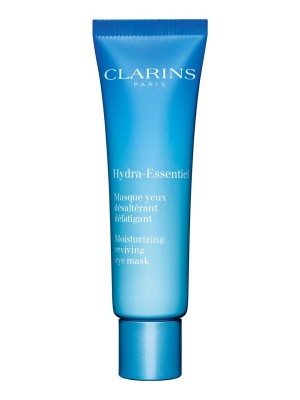 CLARINS
PARIS
Hydra-Essentiel
Masque yeux
désaltérant
défatigant
Moisturizing
reviving
eye mask